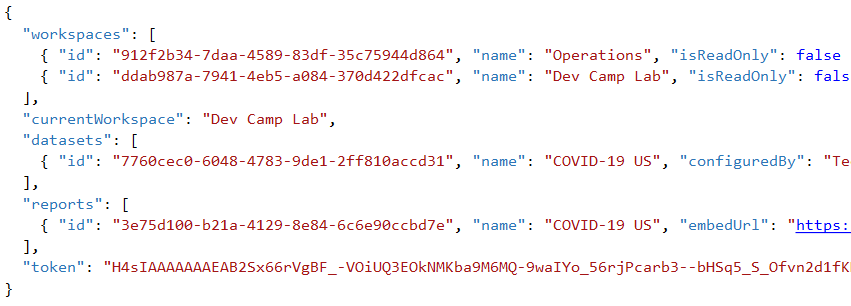 {
"workspaces": [
{ "id": "912f2b34-7daa-4589-83df-35c75944d864", "name": "Operations", "isReadOnly": false
{ "id": "ddab987a-7941-4eb5-a084-370d422dfcac", "name": "Dev Camp Lab", "isReadOnly": fals
],
"currentWorkspace": "Dev Camp Lab",
"datasets": [
{ "id": "7760cec0-6048-4783-9de1-2ff810accd31", "name": "COVID-19 US", "configuredBy": "Te
],
"reports": [
{ "id": "3e75d100-b21a-4129-8e84-6c6e90ccbd7e", "name": "COVID-19 US", "embedUrl": "https:
],
"token": "H4sIAAAAAAAEAB2Sx66rVgBF_-VOiUQ3EOkNMKba9M6MQ-9waIYo_56rjPcarb3--bHSq5_S_Ofvn2d1fK
}